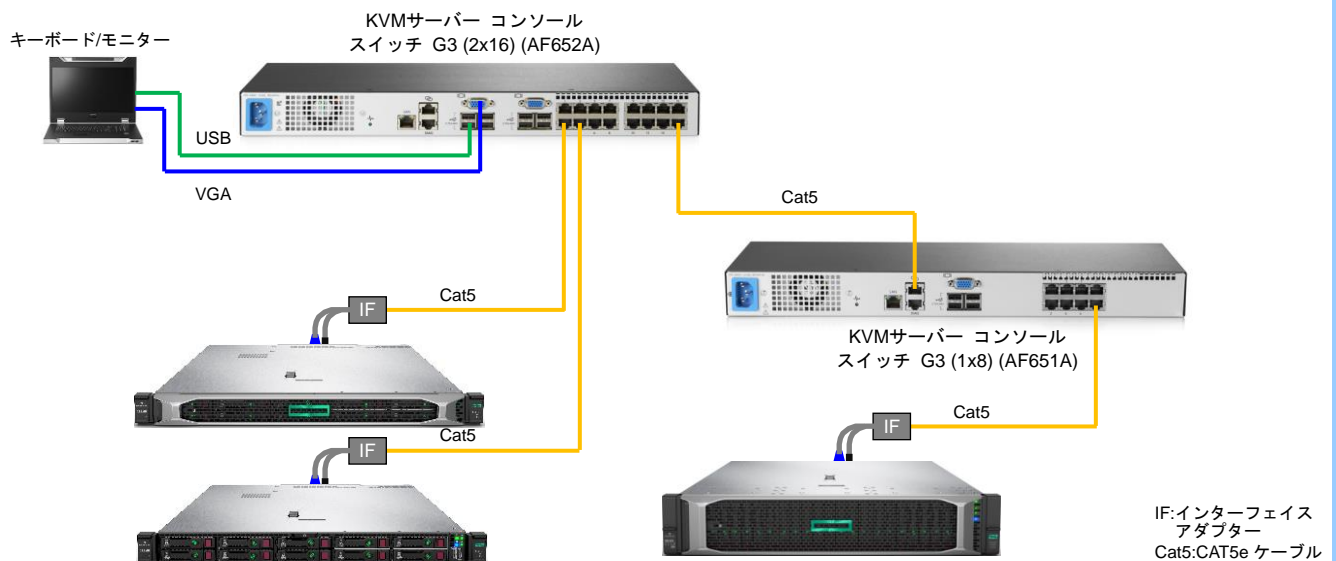 KVMサーバー コンソール
スイッチ G3 (2x16) (AF652A)
キーボード/モニター
USB
VGA
Cat5
KVMサーバー コンソール
スイッチ G3 (1x8) (AF651A)
IF
Cat5
IF
Cat5
IF
Cat5
IF:インターフェイス
アダプター
Cat5:CAT5e ケーブル